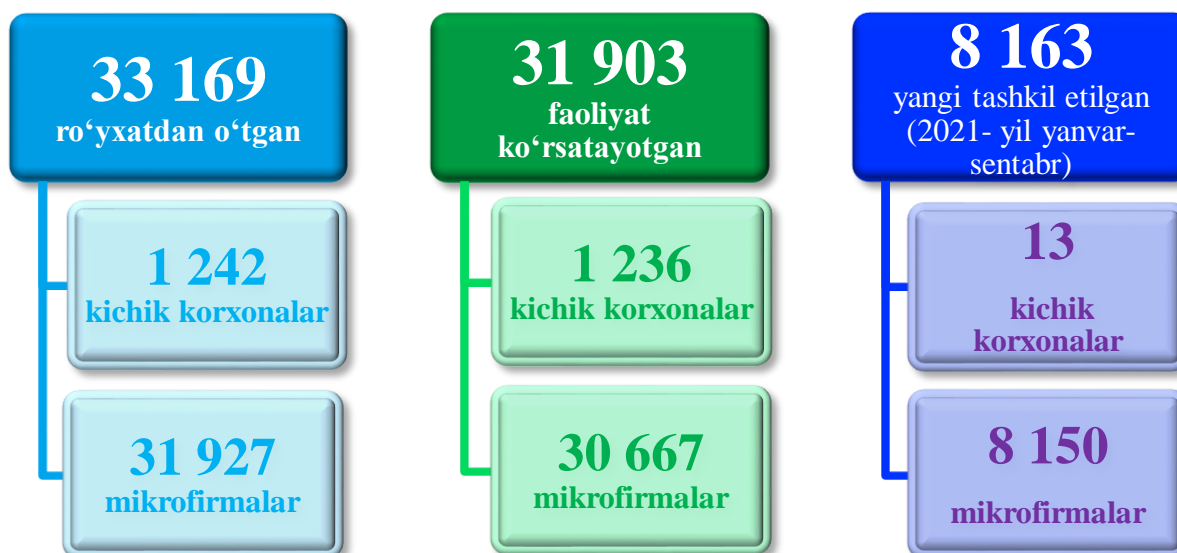 33 169
ro‘yxatdan o‘tgan
1 242
kichik korxonalar
31 927
mikrofirmalar
31 903
faoliyat
ko‘rsatayotgan
1 236
kichik korxonalar
30 667
mikrofirmalar
8 163
yangi tashkil etilgan
(2021- yil yanvar-
sentabr)
13
kichik
korxonalar
8 150
mikrofirmalar